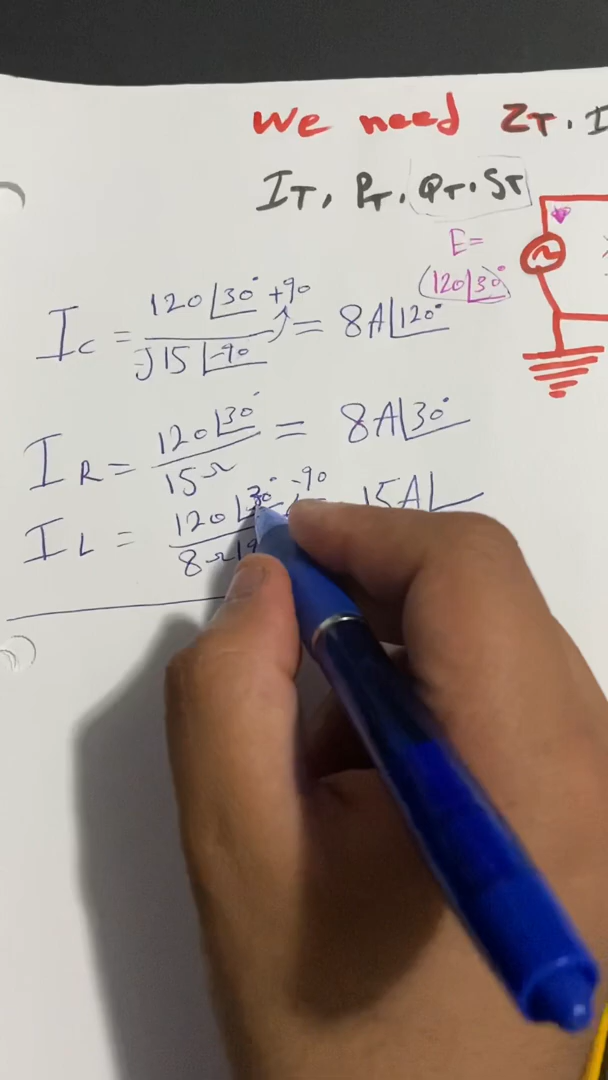 We need ZT, I
IT, PT, QT, ST
E=
(120∠30°)
IC = 120∠30° +90 / -J15∠-90 = 8A∠120°
IR = 120∠30° / 15Ω = 8A∠30°
IL = 120∠30° -90 / 8Ω = 15A∠